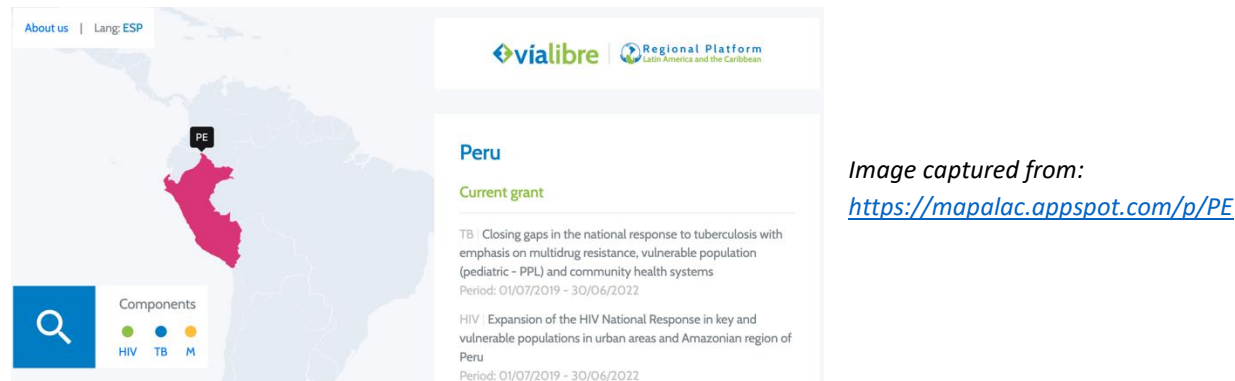 About us | Lang: ESP
vialibre
Regional Platform
Latin America and the Caribbean
PE
Peru
Current grant
TB | Closing gaps in the national response to tuberculosis with
emphasis on multidrug resistance, vulnerable population
(pediatric - PPL) and community health systems
Period: 01/07/2019 - 30/06/2022
HIV | Expansion of the HIV National Response in key and
vulnerable populations in urban areas and Amazonian region of
Peru
Period: 01/07/2019 - 30/06/2022
Components
HIV TB M
Image captured from:
https://mapalac.appspot.com/p/PE